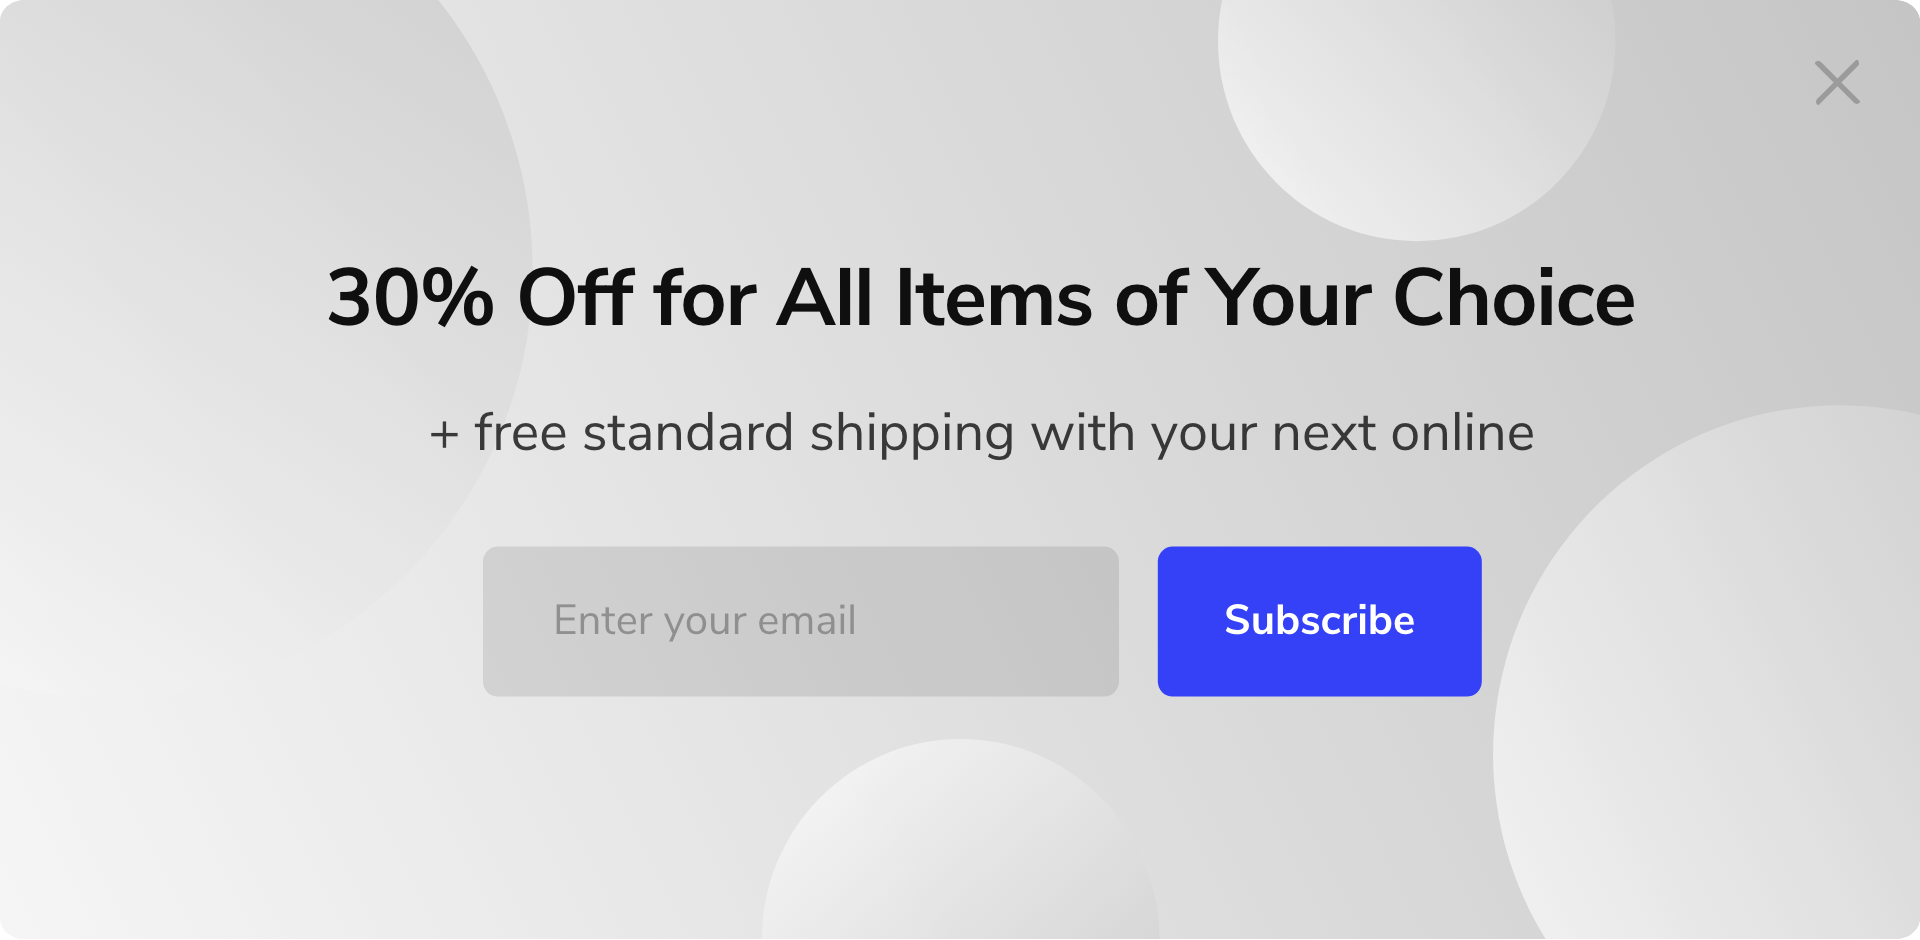 30% Off for All Items of Your Choice
+ free standard shipping with your next online
Enter your email
Subscribe